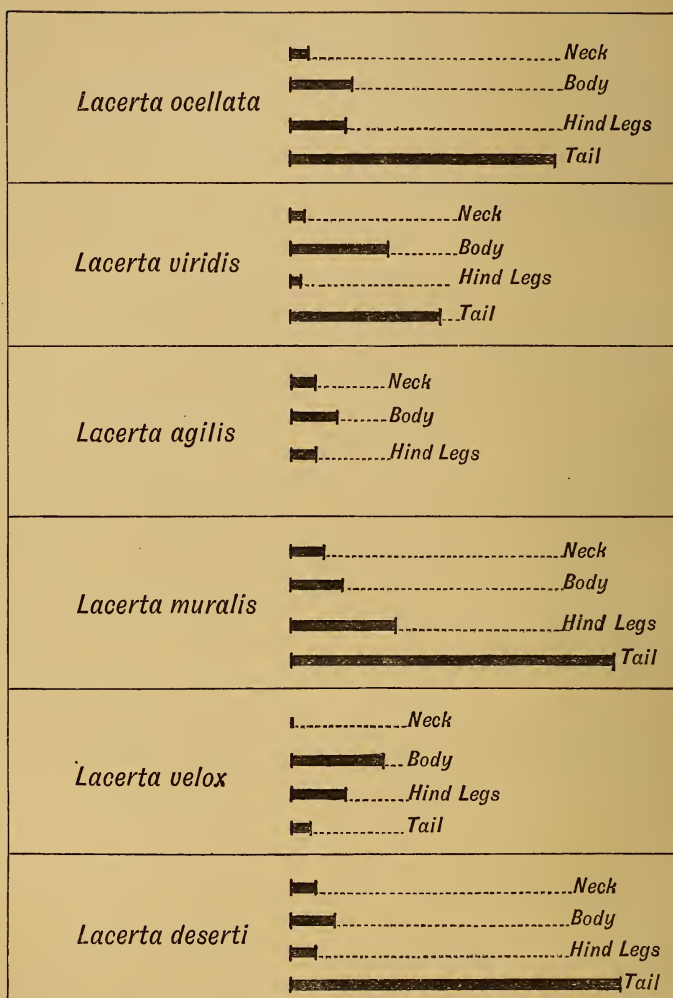 Neck
Body
Lacerta ocellata
Hind Legs
Tail
Neck
Body
Lacerta viridis
Hind Legs
Tail
Neck
Body
Lacerta agilis
Hind Legs
Neck
Body
Lacerta muralis
Hind Legs
Tail
Neck
Body
Lacerta velox
Hind Legs
Tail
Neck
Body
Lacerta deserti
Hind Legs
Tail